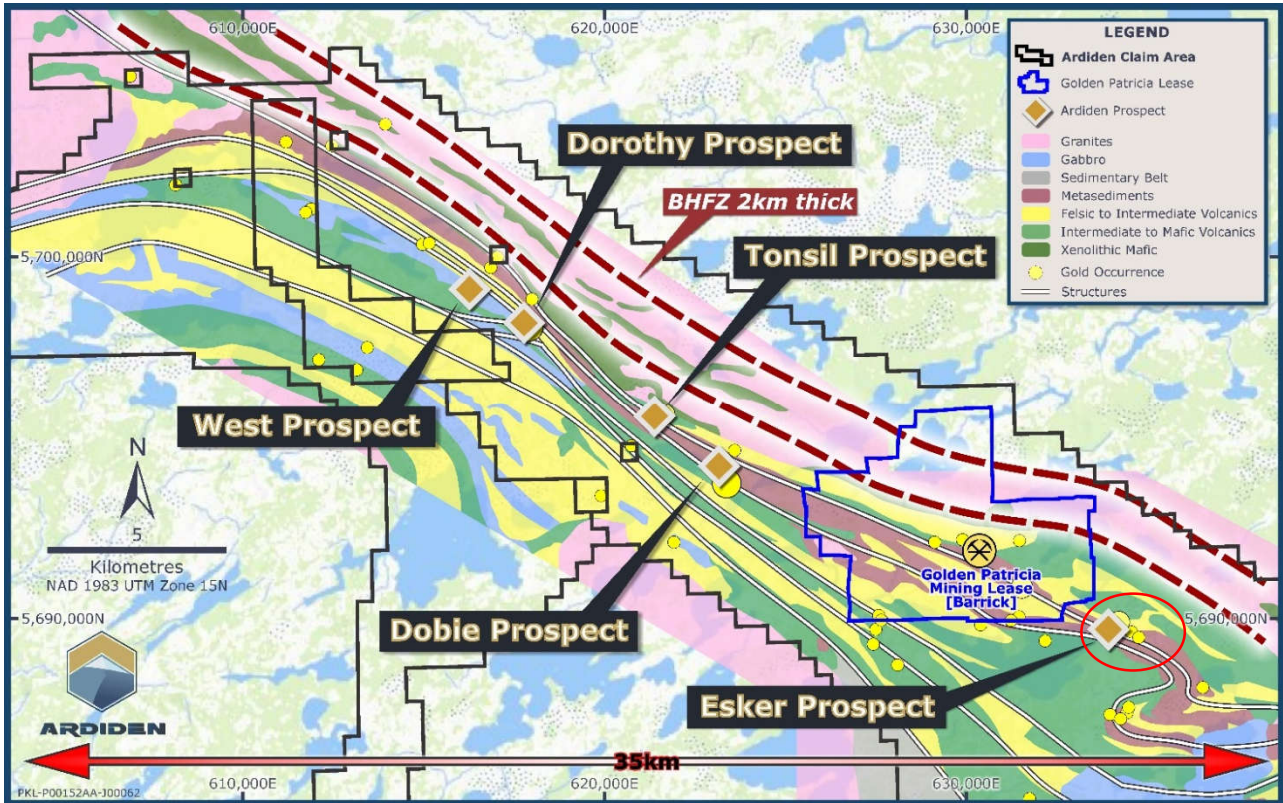 610,000E
620,000E
630,000E
LEGEND
Ardiden Claim Area
Golden Patricia Lease
Ardiden Prospect
Granites
Gabbro
Sedimentary Belt
Metasediments
Felsic to Intermediate Volcanics
Intermediate to Mafic Volcanics
Xenolithic Mafic
Gold Occurrence
Structures
Dorothy Prospect
BHFZ 2km thick
Tonsil Prospect
5,700,000N
West Prospect
N
5
Kilometres
NAD 1983 UTM Zone 15N
Golden Patricia
Mining Lease
[Barrick]
Dobie Prospect
5,690,000N
5,690,000N
Esker Prospect
ARDIDEN
35km
610,000E
620,000E
630,000E
PKL-P00152AA-J00062